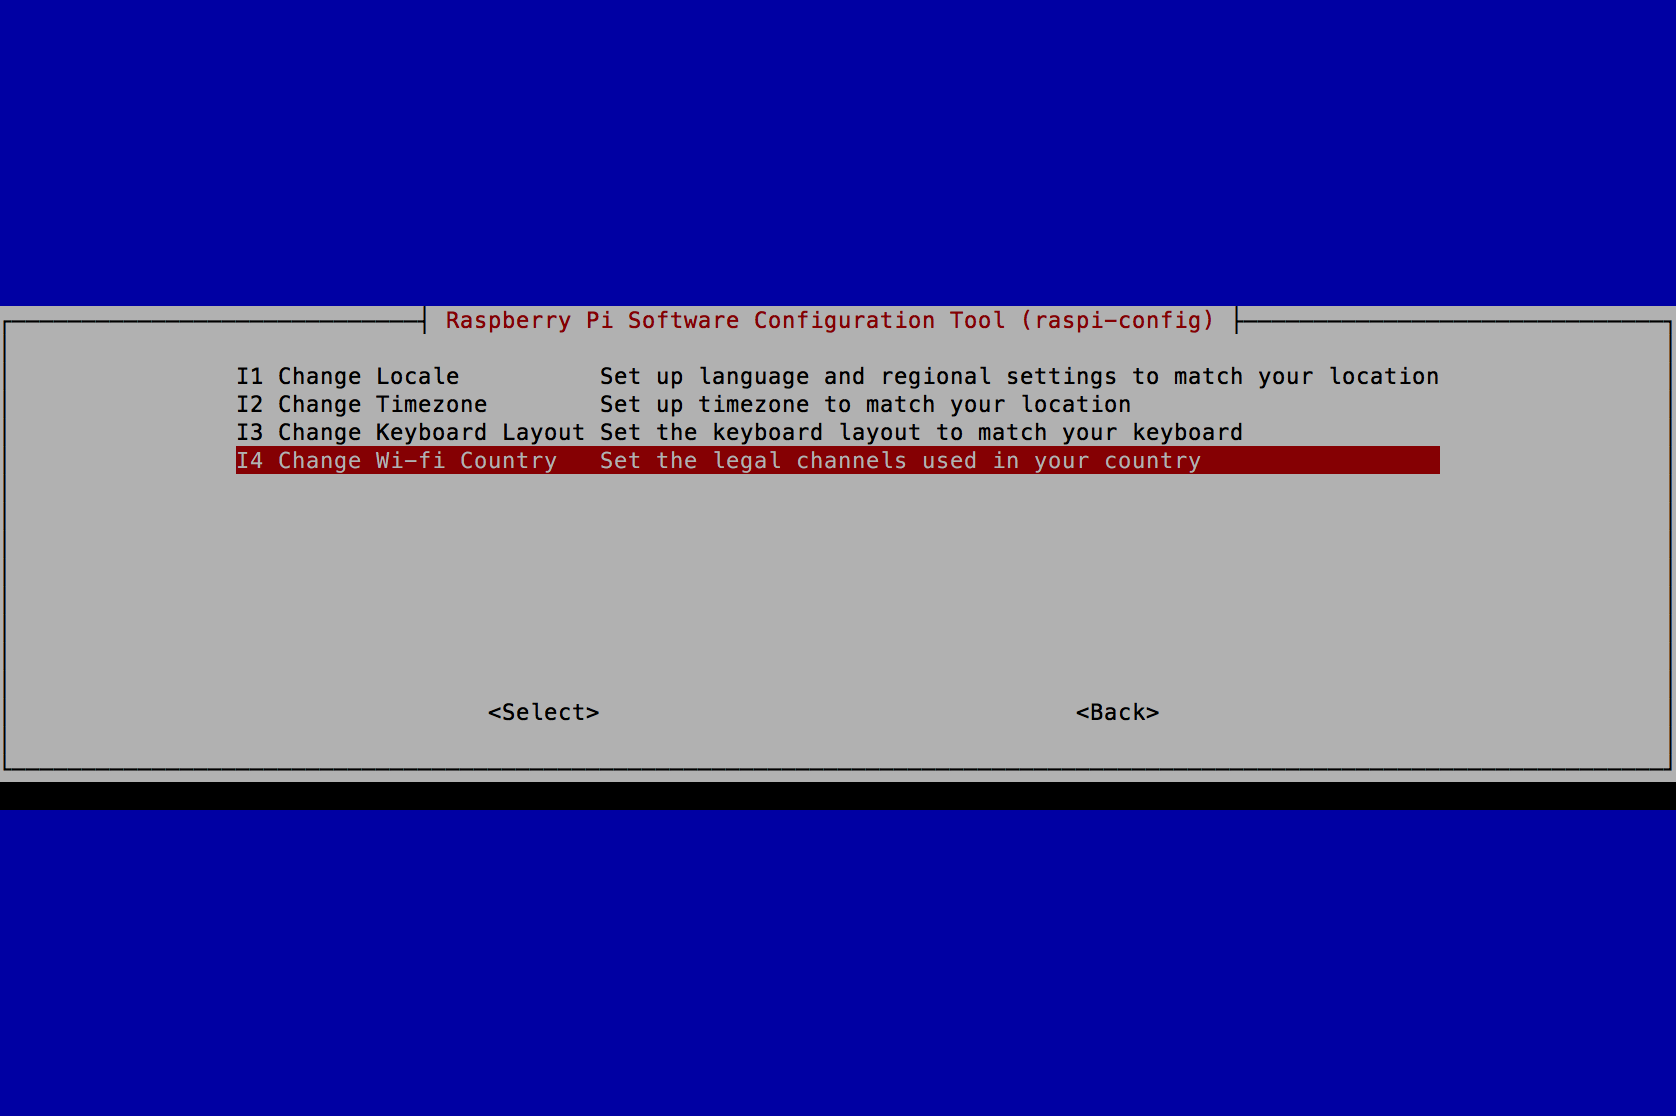 Raspberry Pi Software Configuration Tool (raspi-config)
I1 Change Locale Set up language and regional settings to match your location
I2 Change Timezone Set up timezone to match your location
I3 Change Keyboard Layout Set the keyboard layout to match your keyboard
I4 Change Wi-fi Country Set the legal channels used in your country
<Select> <Back>